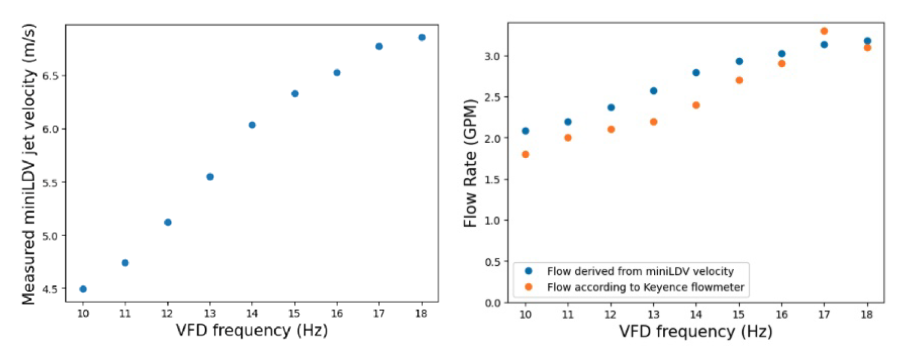 Measured miniLDV jet velocity (m/s)
6.5
6.0
5.5
5.0
4.5
10 11 12 13 14 15 16 17 18
VFD frequency (Hz)
Flow Rate (GPM)
3.0
2.5
2.0
1.5
1.0
0.5
0.0
Flow derived from miniLDV velocity
Flow according to Keyence flowmeter
10 11 12 13 14 15 16 17 18
VFD frequency (Hz)